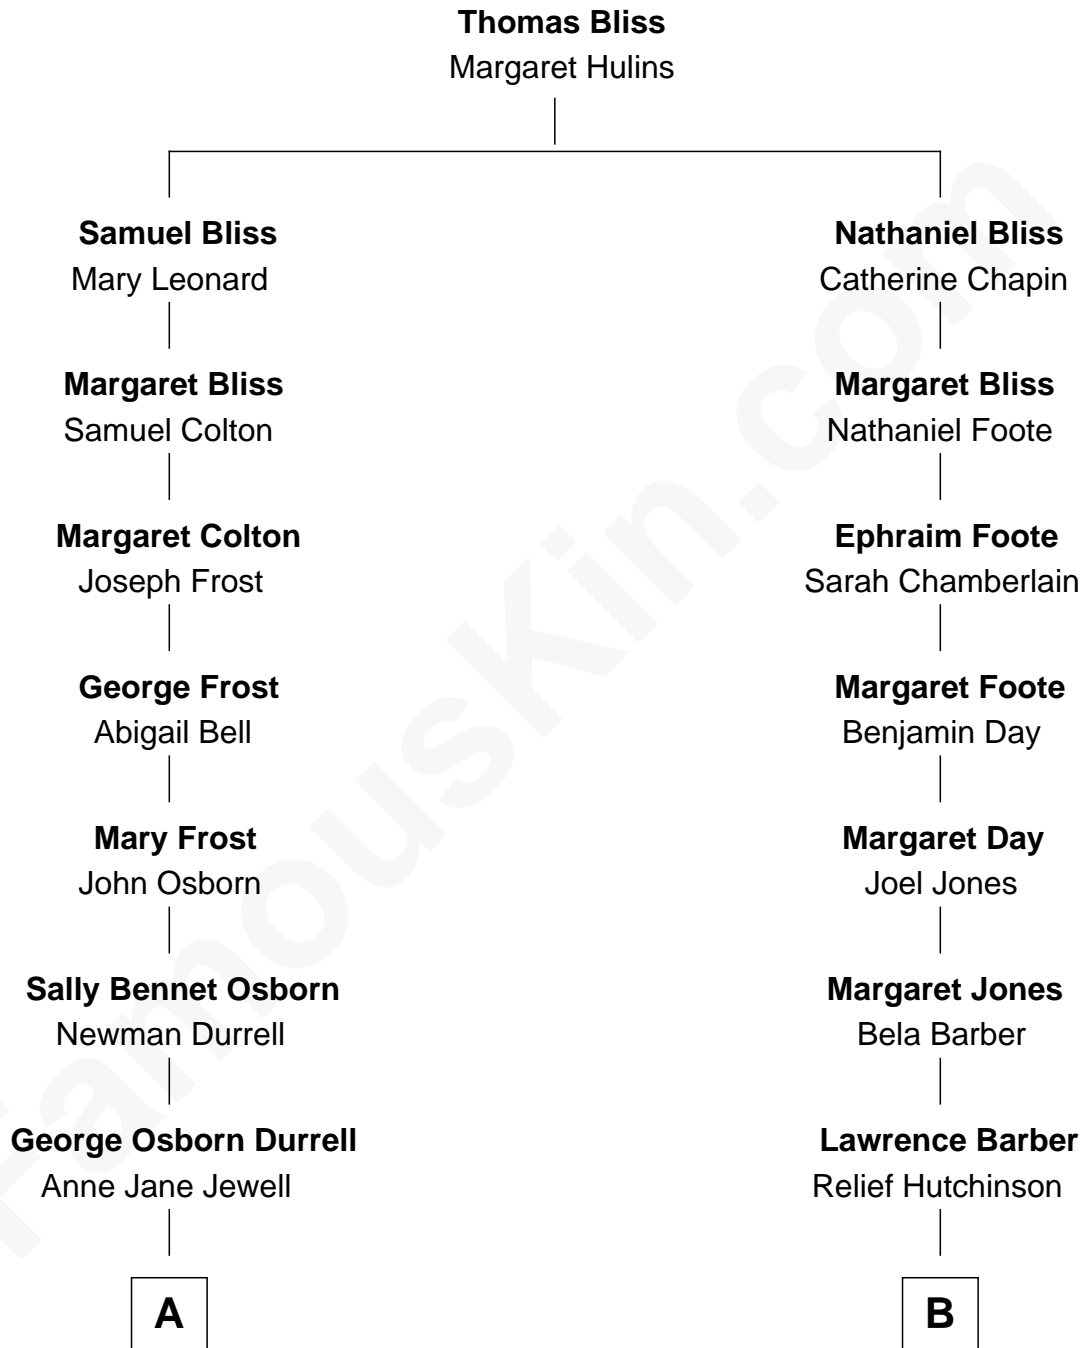 Thomas Bliss
Margaret Hulins
Samuel Bliss
Mary Leonard
Nathaniel Bliss
Catherine Chapin
Margaret Bliss
Samuel Colton
Margaret Bliss
Nathaniel Foote
Margaret Colton
Joseph Frost
Ephraim Foote
Sarah Chamberlain
George Frost
Abigail Bell
Margaret Foote
Benjamin Day
Mary Frost
John Osborn
Margaret Day
Joel Jones
Sally Bennet Osborn
Newman Durrell
Margaret Jones
Bela Barber
George Osborn Durrell
Anne Jane Jewell
Lawrence Barber
Relief Hutchinson
A
B
FamousKin.com